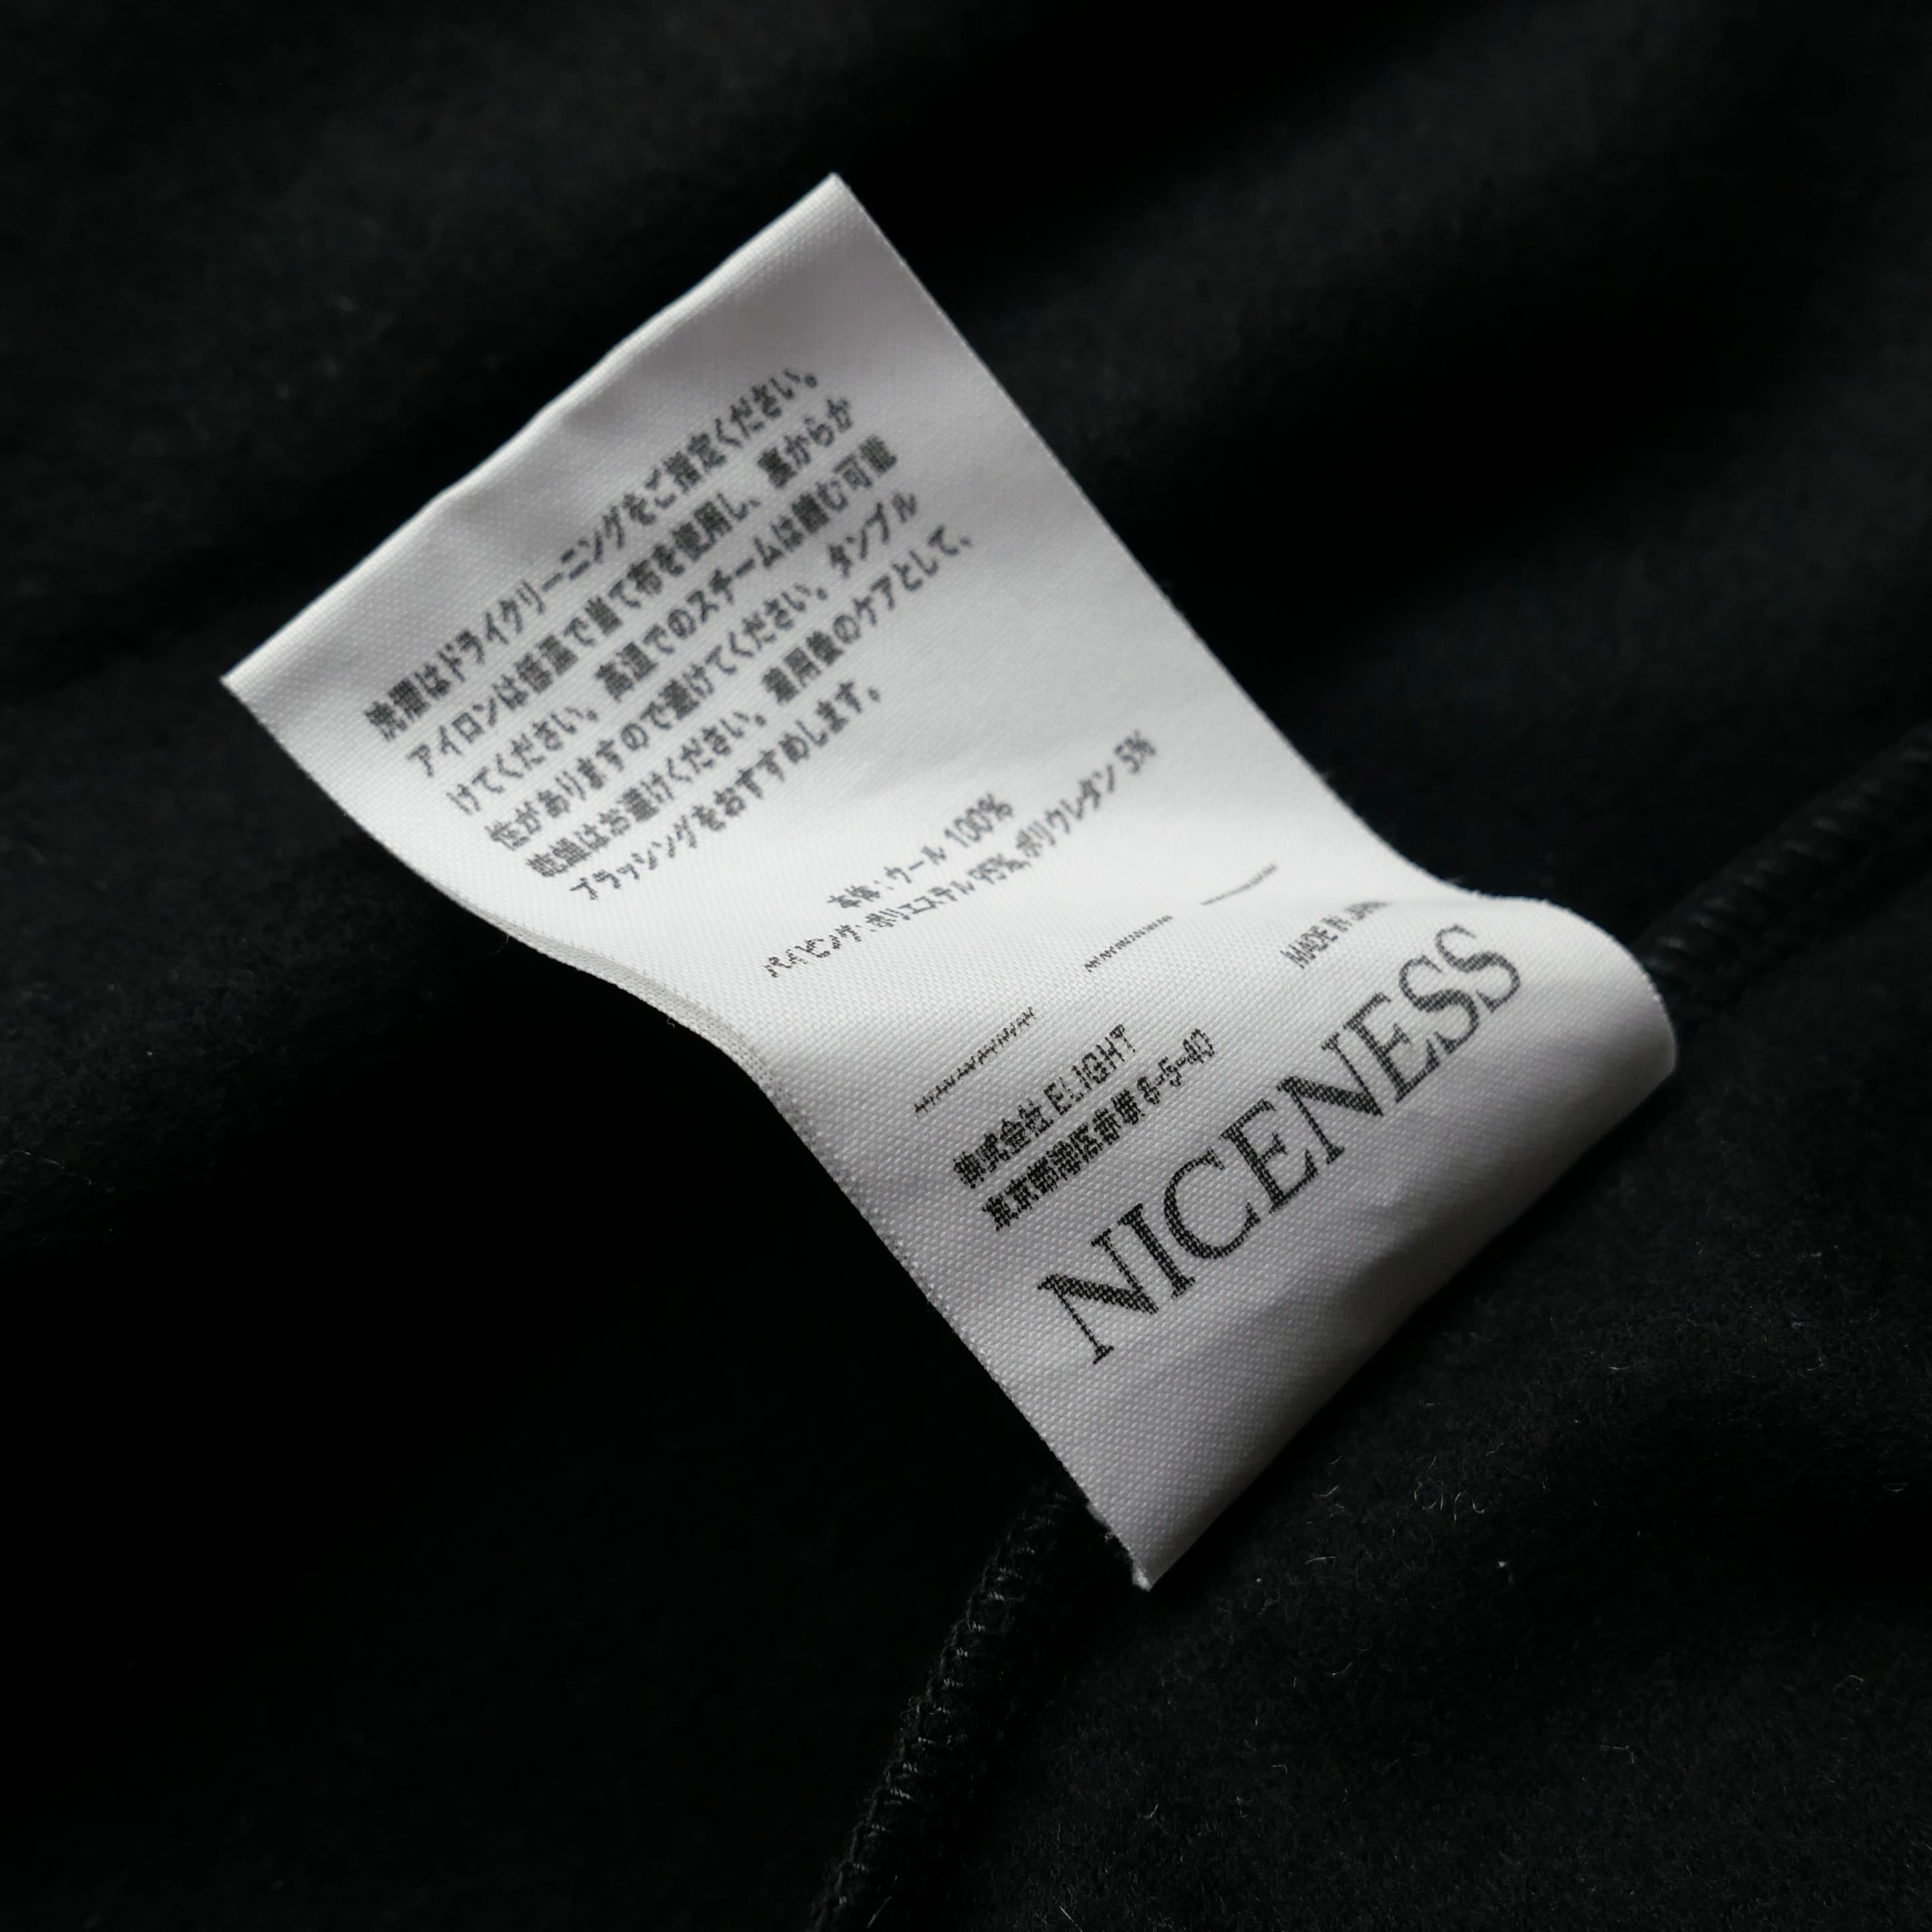 洗濯はドライクリーニングをご指定ください。
アイロンは低温で当て布を使用し、裏からか
けてください。高温でのスチームは縮む可能
性がありますので避けてください。タンブル
乾燥はお避けください。着用後のケアとして、
ブラッシングをおすすめします。
本体:ウール 100%
パイピング:ポリエステル 95%,ポリウレタン 5%
MADE IN JAPAN
株式会社 ELIGHT
東京都港区赤坂 8-5-40
NICENESS